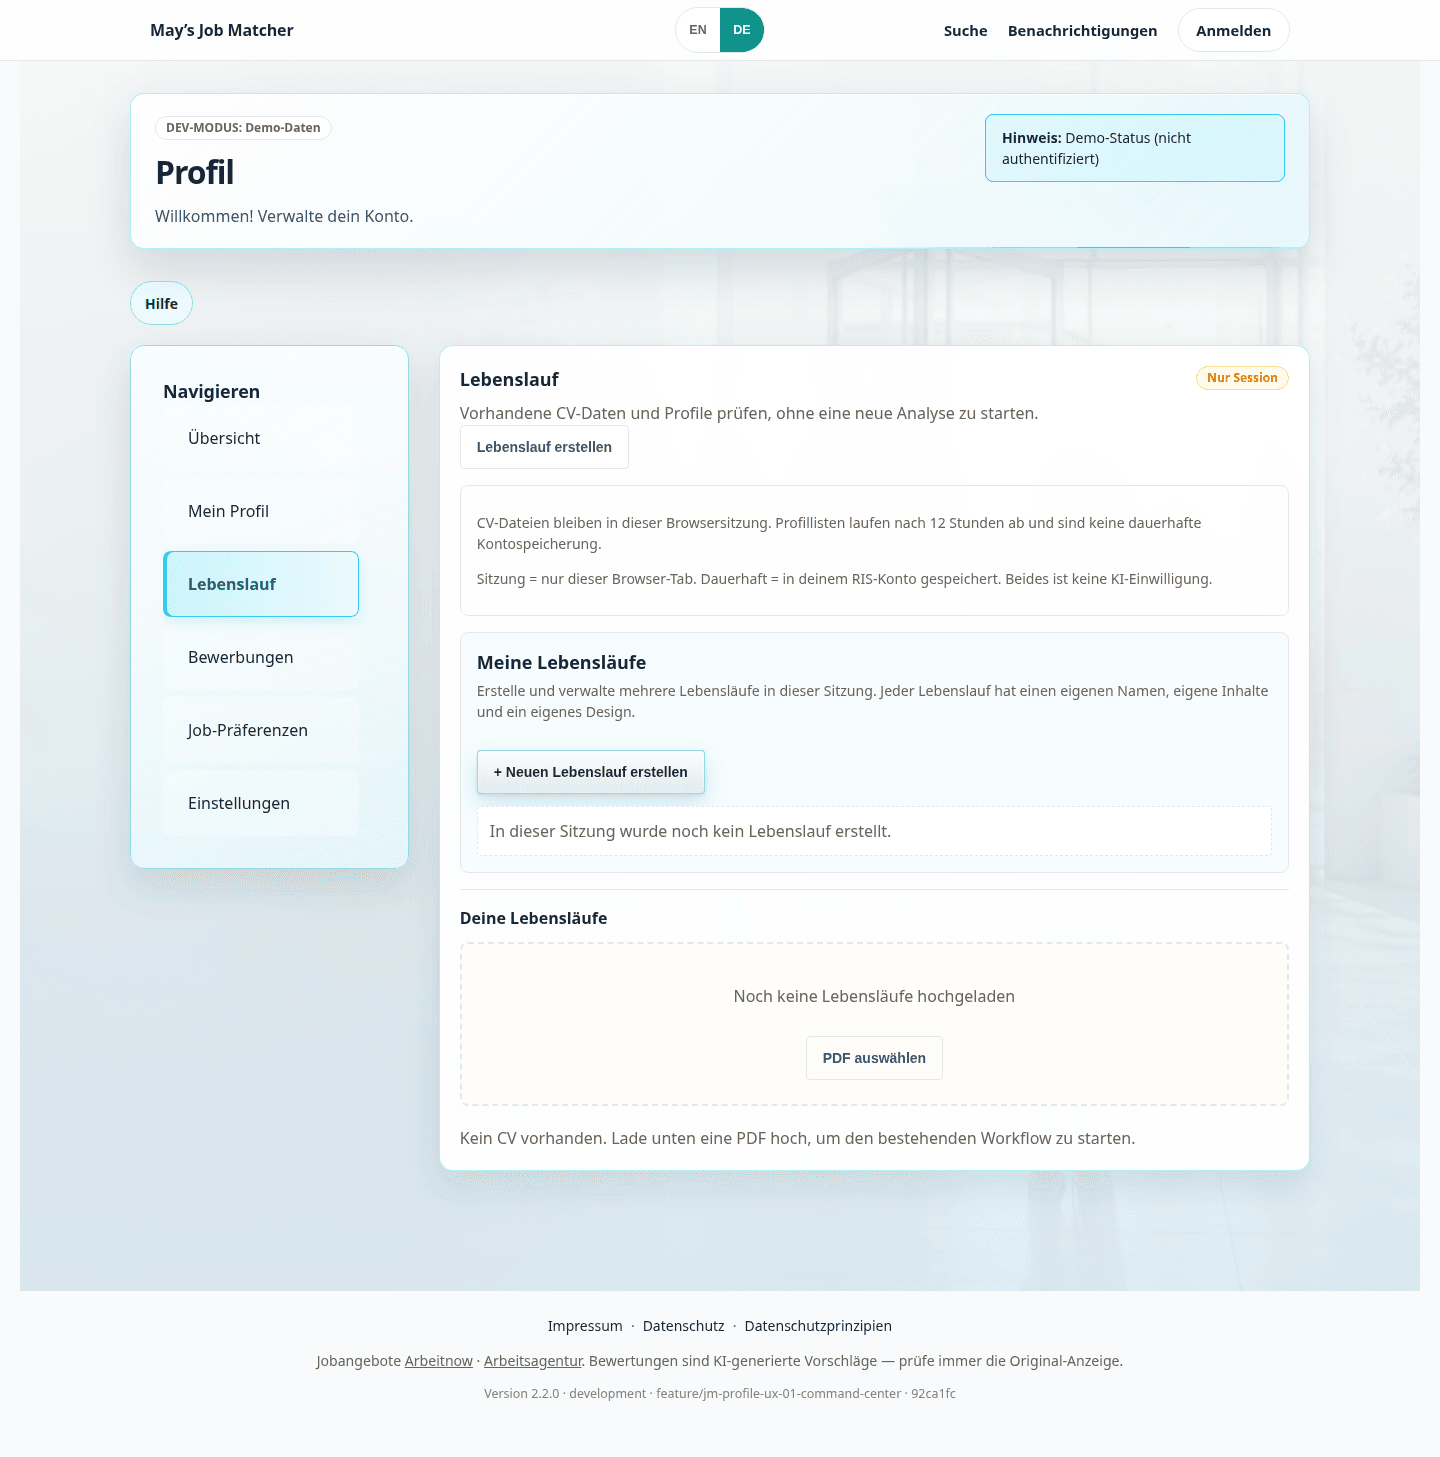 May’s Job Matcher
EN
DE
Suche
Benachrichtigungen
Anmelden
DEV-MODUS: Demo-Daten
Profil
Willkommen! Verwalte dein Konto.
Hinweis: Demo-Status (nicht
authentifiziert)
Hilfe
Navigieren
Übersicht
Mein Profil
Lebenslauf
Bewerbungen
Job-Präferenzen
Einstellungen
Lebenslauf
Nur Session
Vorhandene CV-Daten und Profile prüfen, ohne eine neue Analyse zu starten.
Lebenslauf erstellen
CV-Dateien bleiben in dieser Browsersitzung. Profillisten laufen nach 12 Stunden ab und sind keine dauerhafte
Kontospeicherung.
Sitzung = nur dieser Browser-Tab. Dauerhaft = in deinem RIS-Konto gespeichert. Beides ist keine KI-Einwilligung.
Meine Lebensläufe
Erstelle und verwalte mehrere Lebensläufe in dieser Sitzung. Jeder Lebenslauf hat einen eigenen Namen, eigene Inhalte
und ein eigenes Design.
+ Neuen Lebenslauf erstellen
In dieser Sitzung wurde noch kein Lebenslauf erstellt.
Deine Lebensläufe
Noch keine Lebensläufe hochgeladen
PDF auswählen
Kein CV vorhanden. Lade unten eine PDF hoch, um den bestehenden Workflow zu starten.
Impressum · Datenschutz · Datenschutzprinzipien
Jobangebote Arbeitnow · Arbeitsagentur. Bewertungen sind KI-generierte Vorschläge — prüfe immer die Original-Anzeige.
Version 2.2.0 · development · feature/jm-profile-ux-01-command-center · 92ca1fc